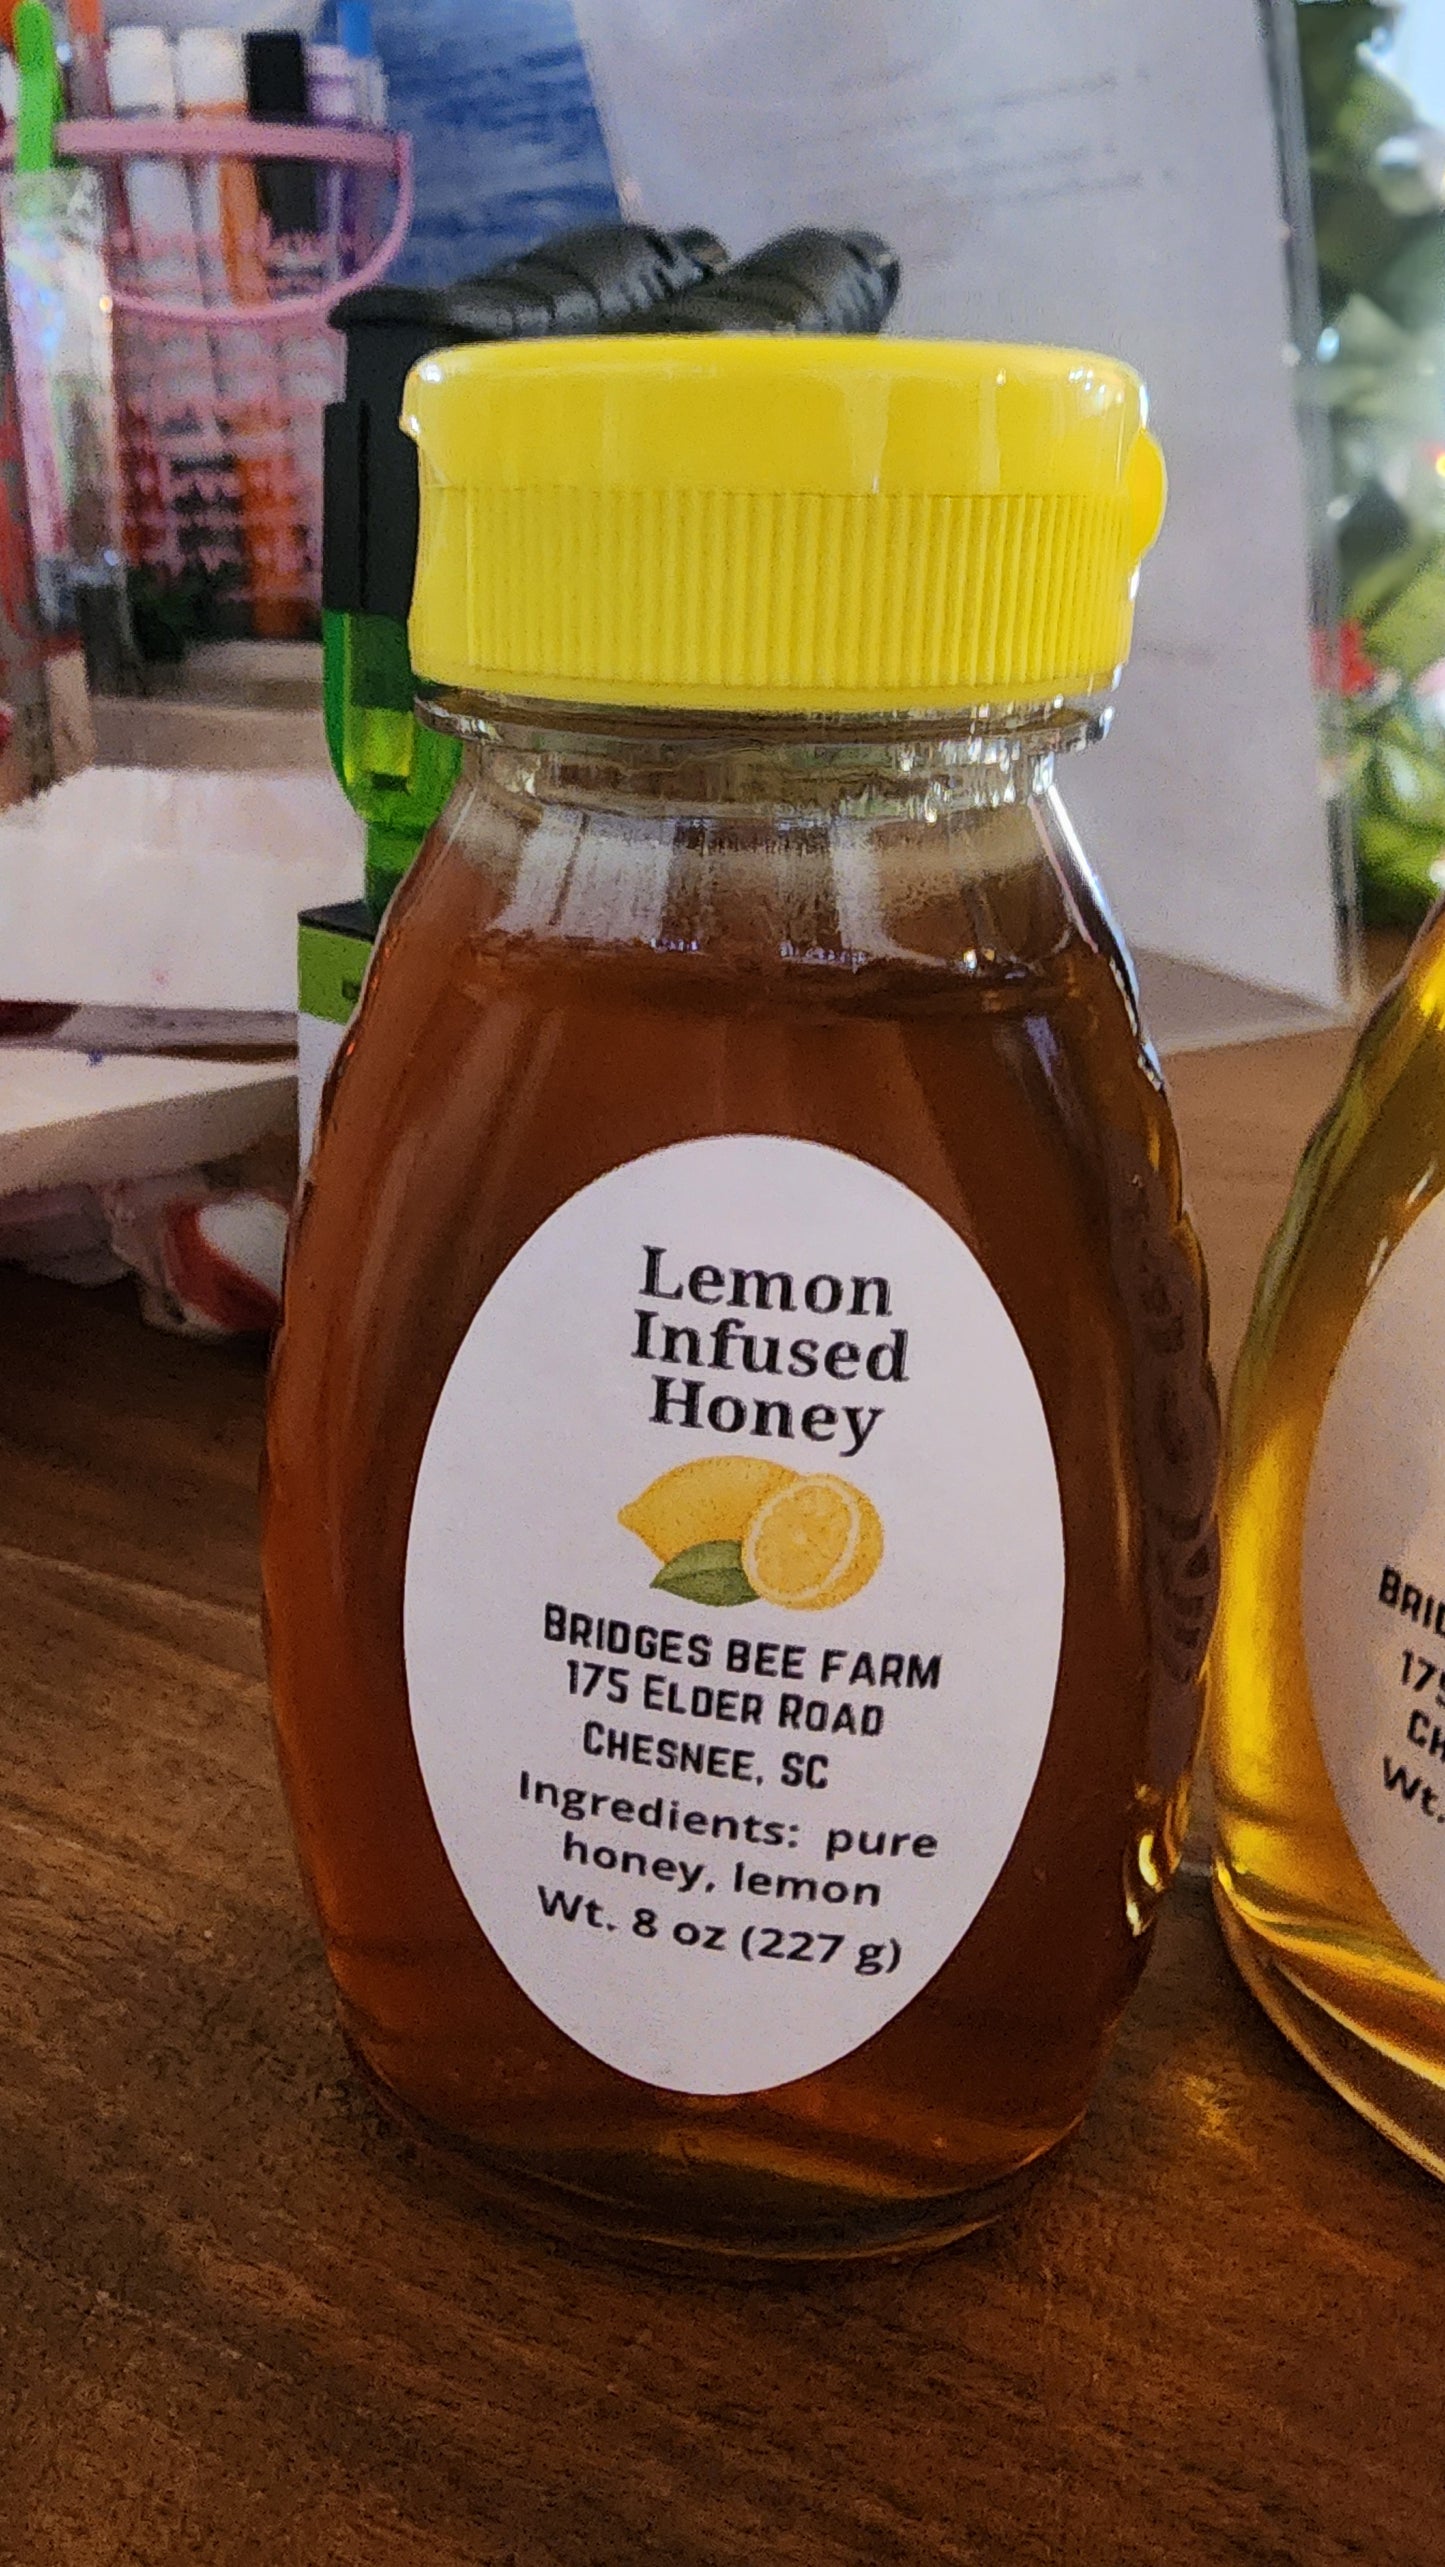 Lemon
Infused
Honey
BRIDGES BEE FARM
175 ELDER ROAD
CHESNEE, SC
Ingredients: pure
honey, lemon
Wt. 8 oz (227 g)
Wt.